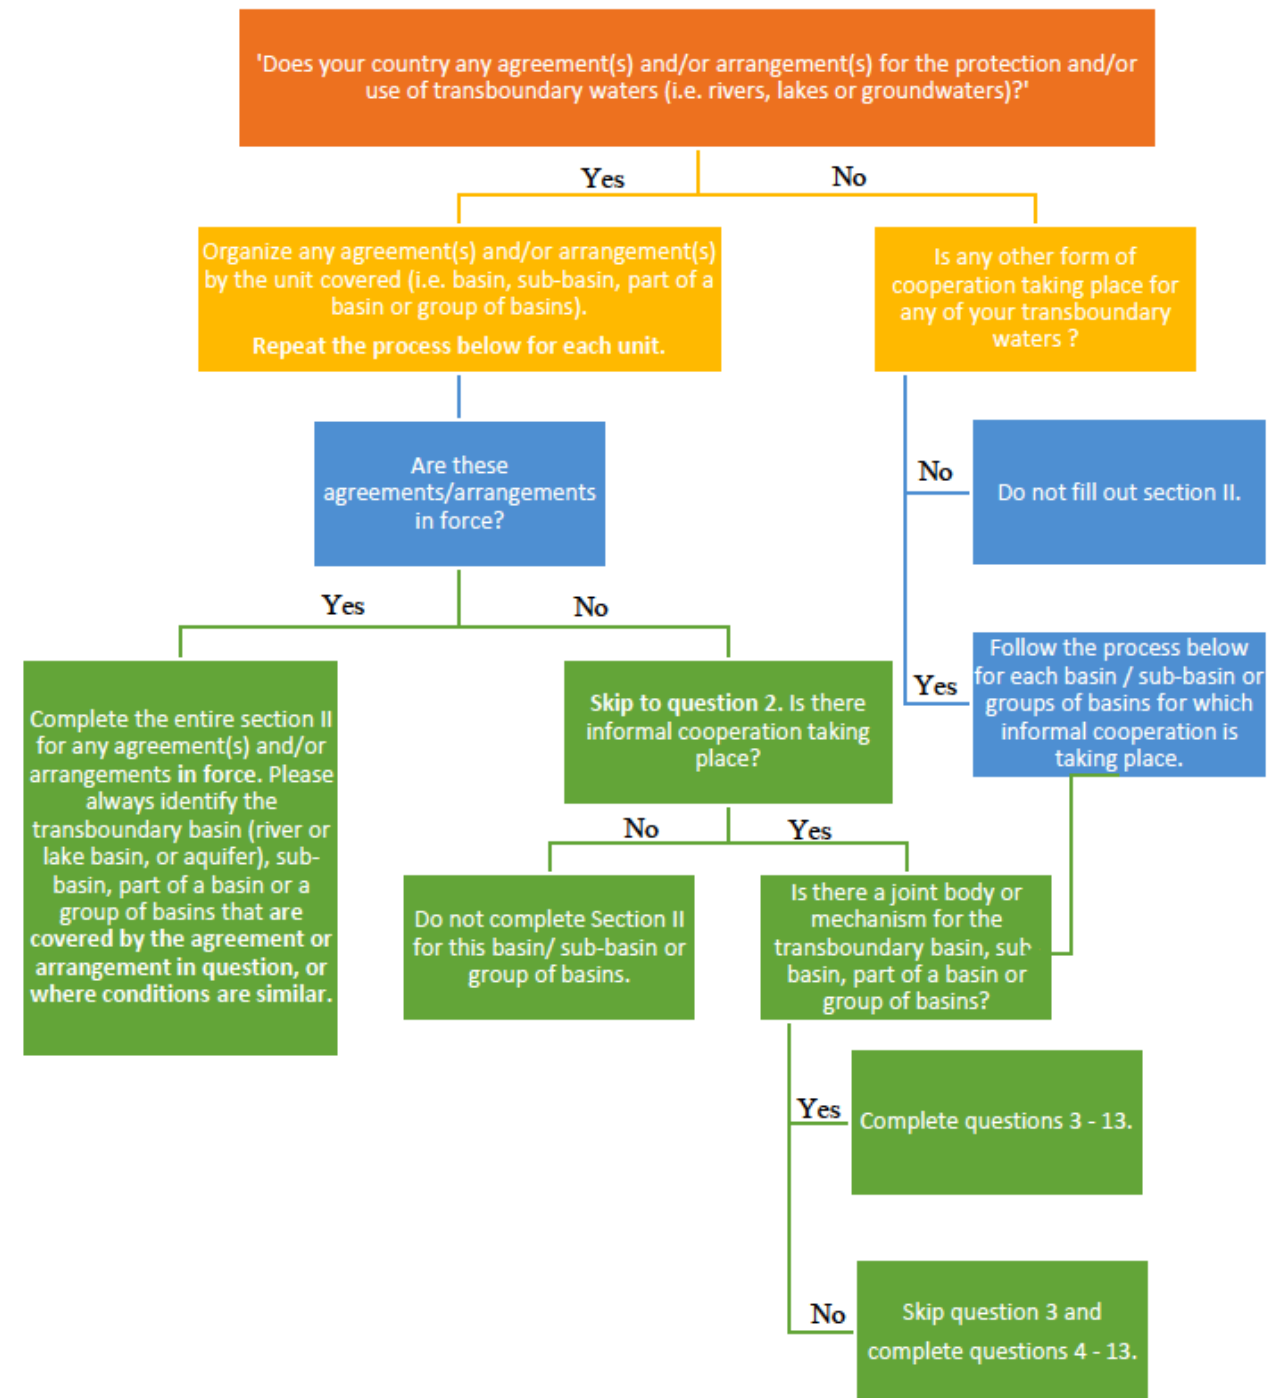 'Does your country any agreement(s) and/or arrangement(s) for the protection and/or
use of transboundary waters (i.e. rivers, lakes or groundwaters)?'
Yes
No
Organize any agreement(s) and/or arrangement(s)
by the unit covered (i.e. basin, sub-basin, part of a
basin or group of basins).
Repeat the process below for each unit.
Is any other form of
cooperation taking place for
any of your transboundary
waters ?
Are these
agreements/arrangements
in force?
No
Do not fill out section II.
Yes
No
Yes
Follow the process below
for each basin / sub-basin or
groups of basins for which
informal cooperation is
taking place.
Complete the entire section II
for any agreement(s) and/or
arrangements in force. Please
always identify the
transboundary basin (river or
lake basin, or aquifer), sub-
basin, part of a basin or a
group of basins that are
covered by the agreement or
arrangement in question, or
where conditions are similar.
Skip to question 2. Is there
informal cooperation taking
place?
No
Yes
Do not complete Section II
for this basin/ sub-basin or
group of basins.
Is there a joint body or
mechanism for the
transboundary basin, sub-
basin, part of a basin or
group of basins?
Yes
Complete questions 3 - 13.
No
Skip question 3 and
complete questions 4 - 13.